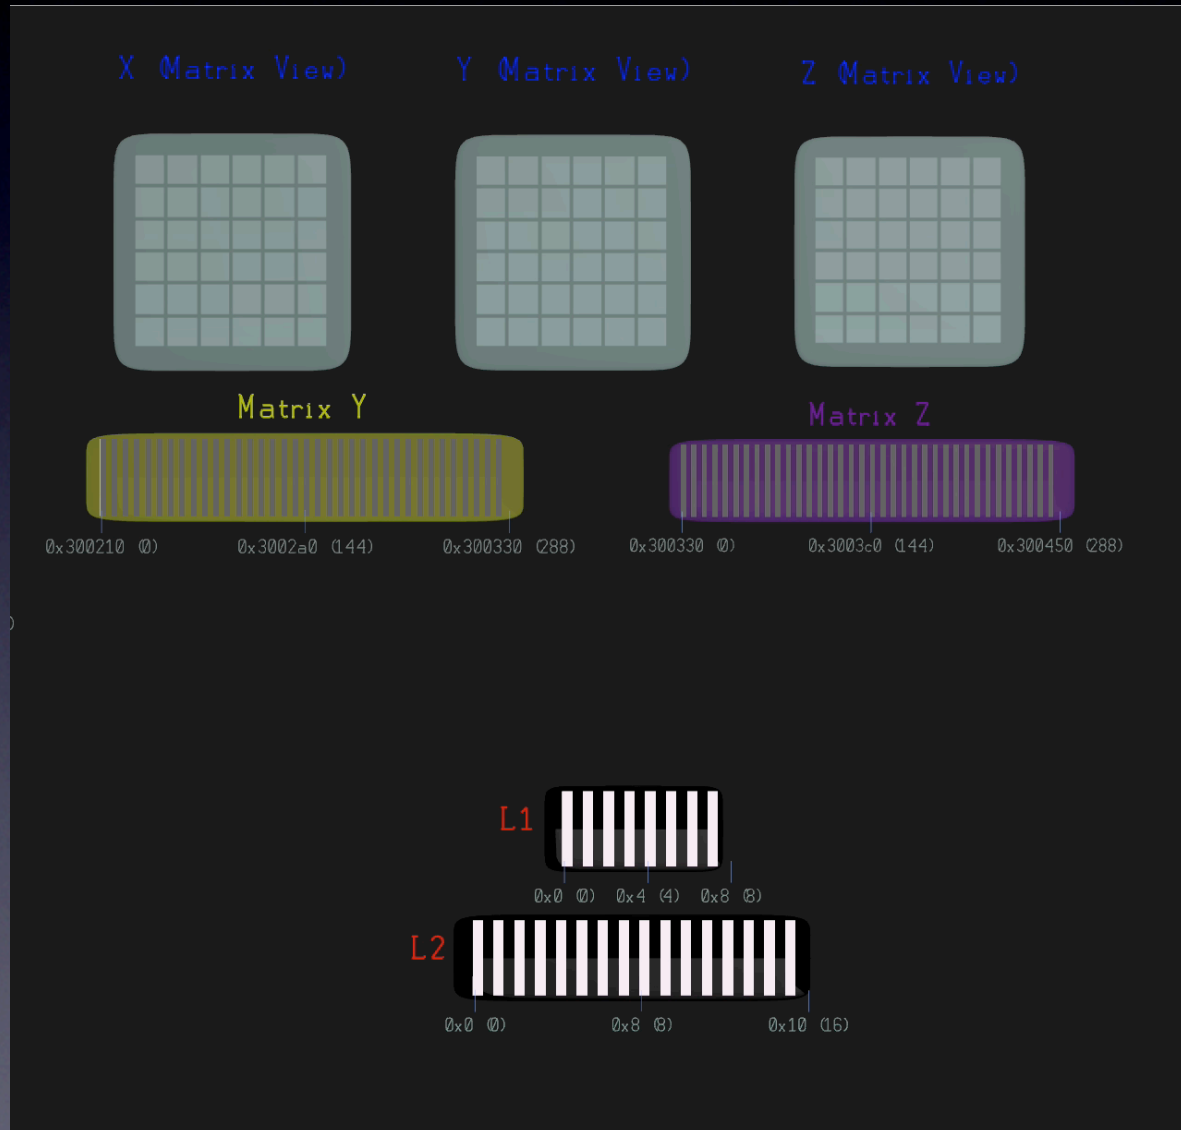 X (Matrix View)
Y (Matrix View)
Z (Matrix View)
Matrix Y
Matrix Z
0x300210 (0)
0x3002a0 (144)
0x300330 (288)
0x300330 (0)
0x3003c0 (144)
0x300450 (288)
)
L1
0x0 (0)
0x4 (4)
0x8 (8)
L2
0x0 (0)
0x8 (8)
0x10 (16)